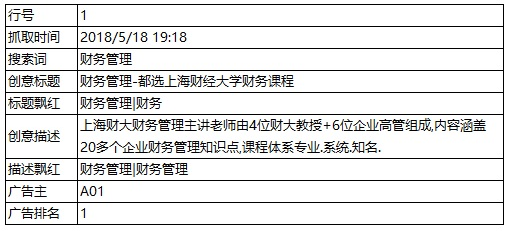 行号 1
抓取时间 2018/5/18 19:18
搜索词 财务管理
创意标题 财务管理-都选上海财经大学财务课程
标题飘红 财务管理|财务
创意描述 上海财大财务管理主讲老师由4位财大教授+6位企业高管组成,内容涵盖
20多个企业财务管理知识点,课程体系专业.系统.知名.
描述飘红 财务管理|财务管理
广告主 A01
广告排名 1